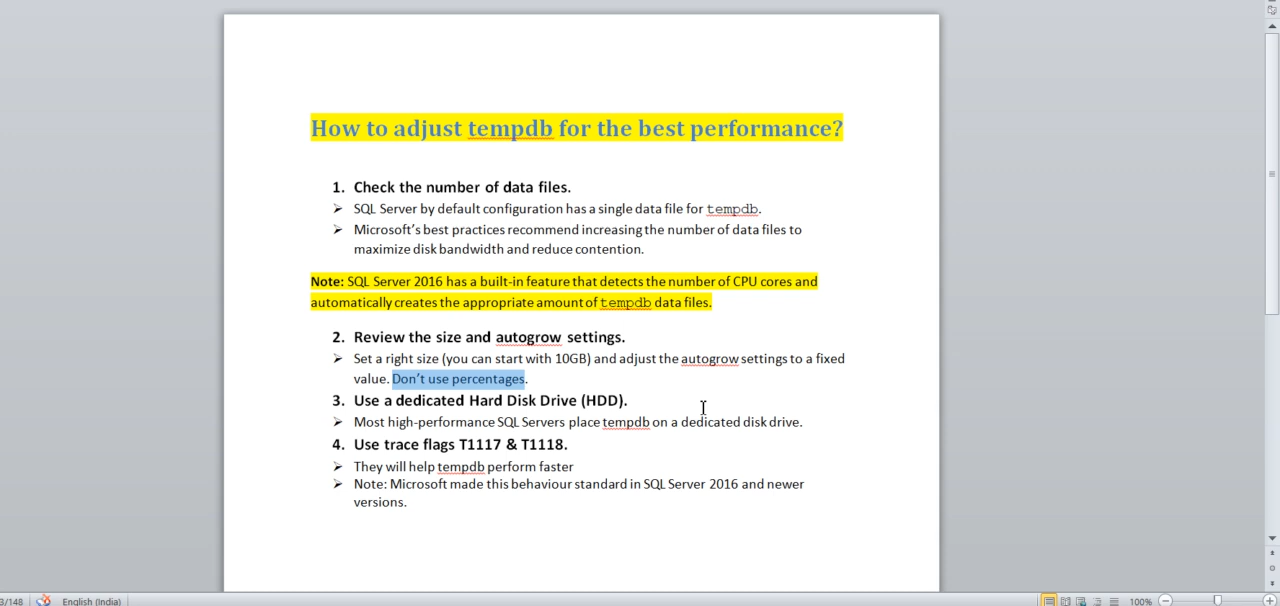 How to adjust tempdb for the best performance?
1. Check the number of data files.
➢ SQL Server by default configuration has a single data file for tempdb.
➢ Microsoft's best practices recommend increasing the number of data files to
maximize disk bandwidth and reduce contention.
Note: SQL Server 2016 has a built-in feature that detects the number of CPU cores and
automatically creates the appropriate amount of tempdb data files.
2. Review the size and autogrow settings.
➢ Set a right size (you can start with 10GB) and adjust the autogrow settings to a fixed
value. Don't use percentages.
3. Use a dedicated Hard Disk Drive (HDD).
➢ Most high-performance SQL Servers place tempdb on a dedicated disk drive.
4. Use trace flags T1117 & T1118.
➢ They will help tempdb perform faster
➢ Note: Microsoft made this behaviour standard in SQL Server 2016 and newer
versions.
3/148 English (India) 100%